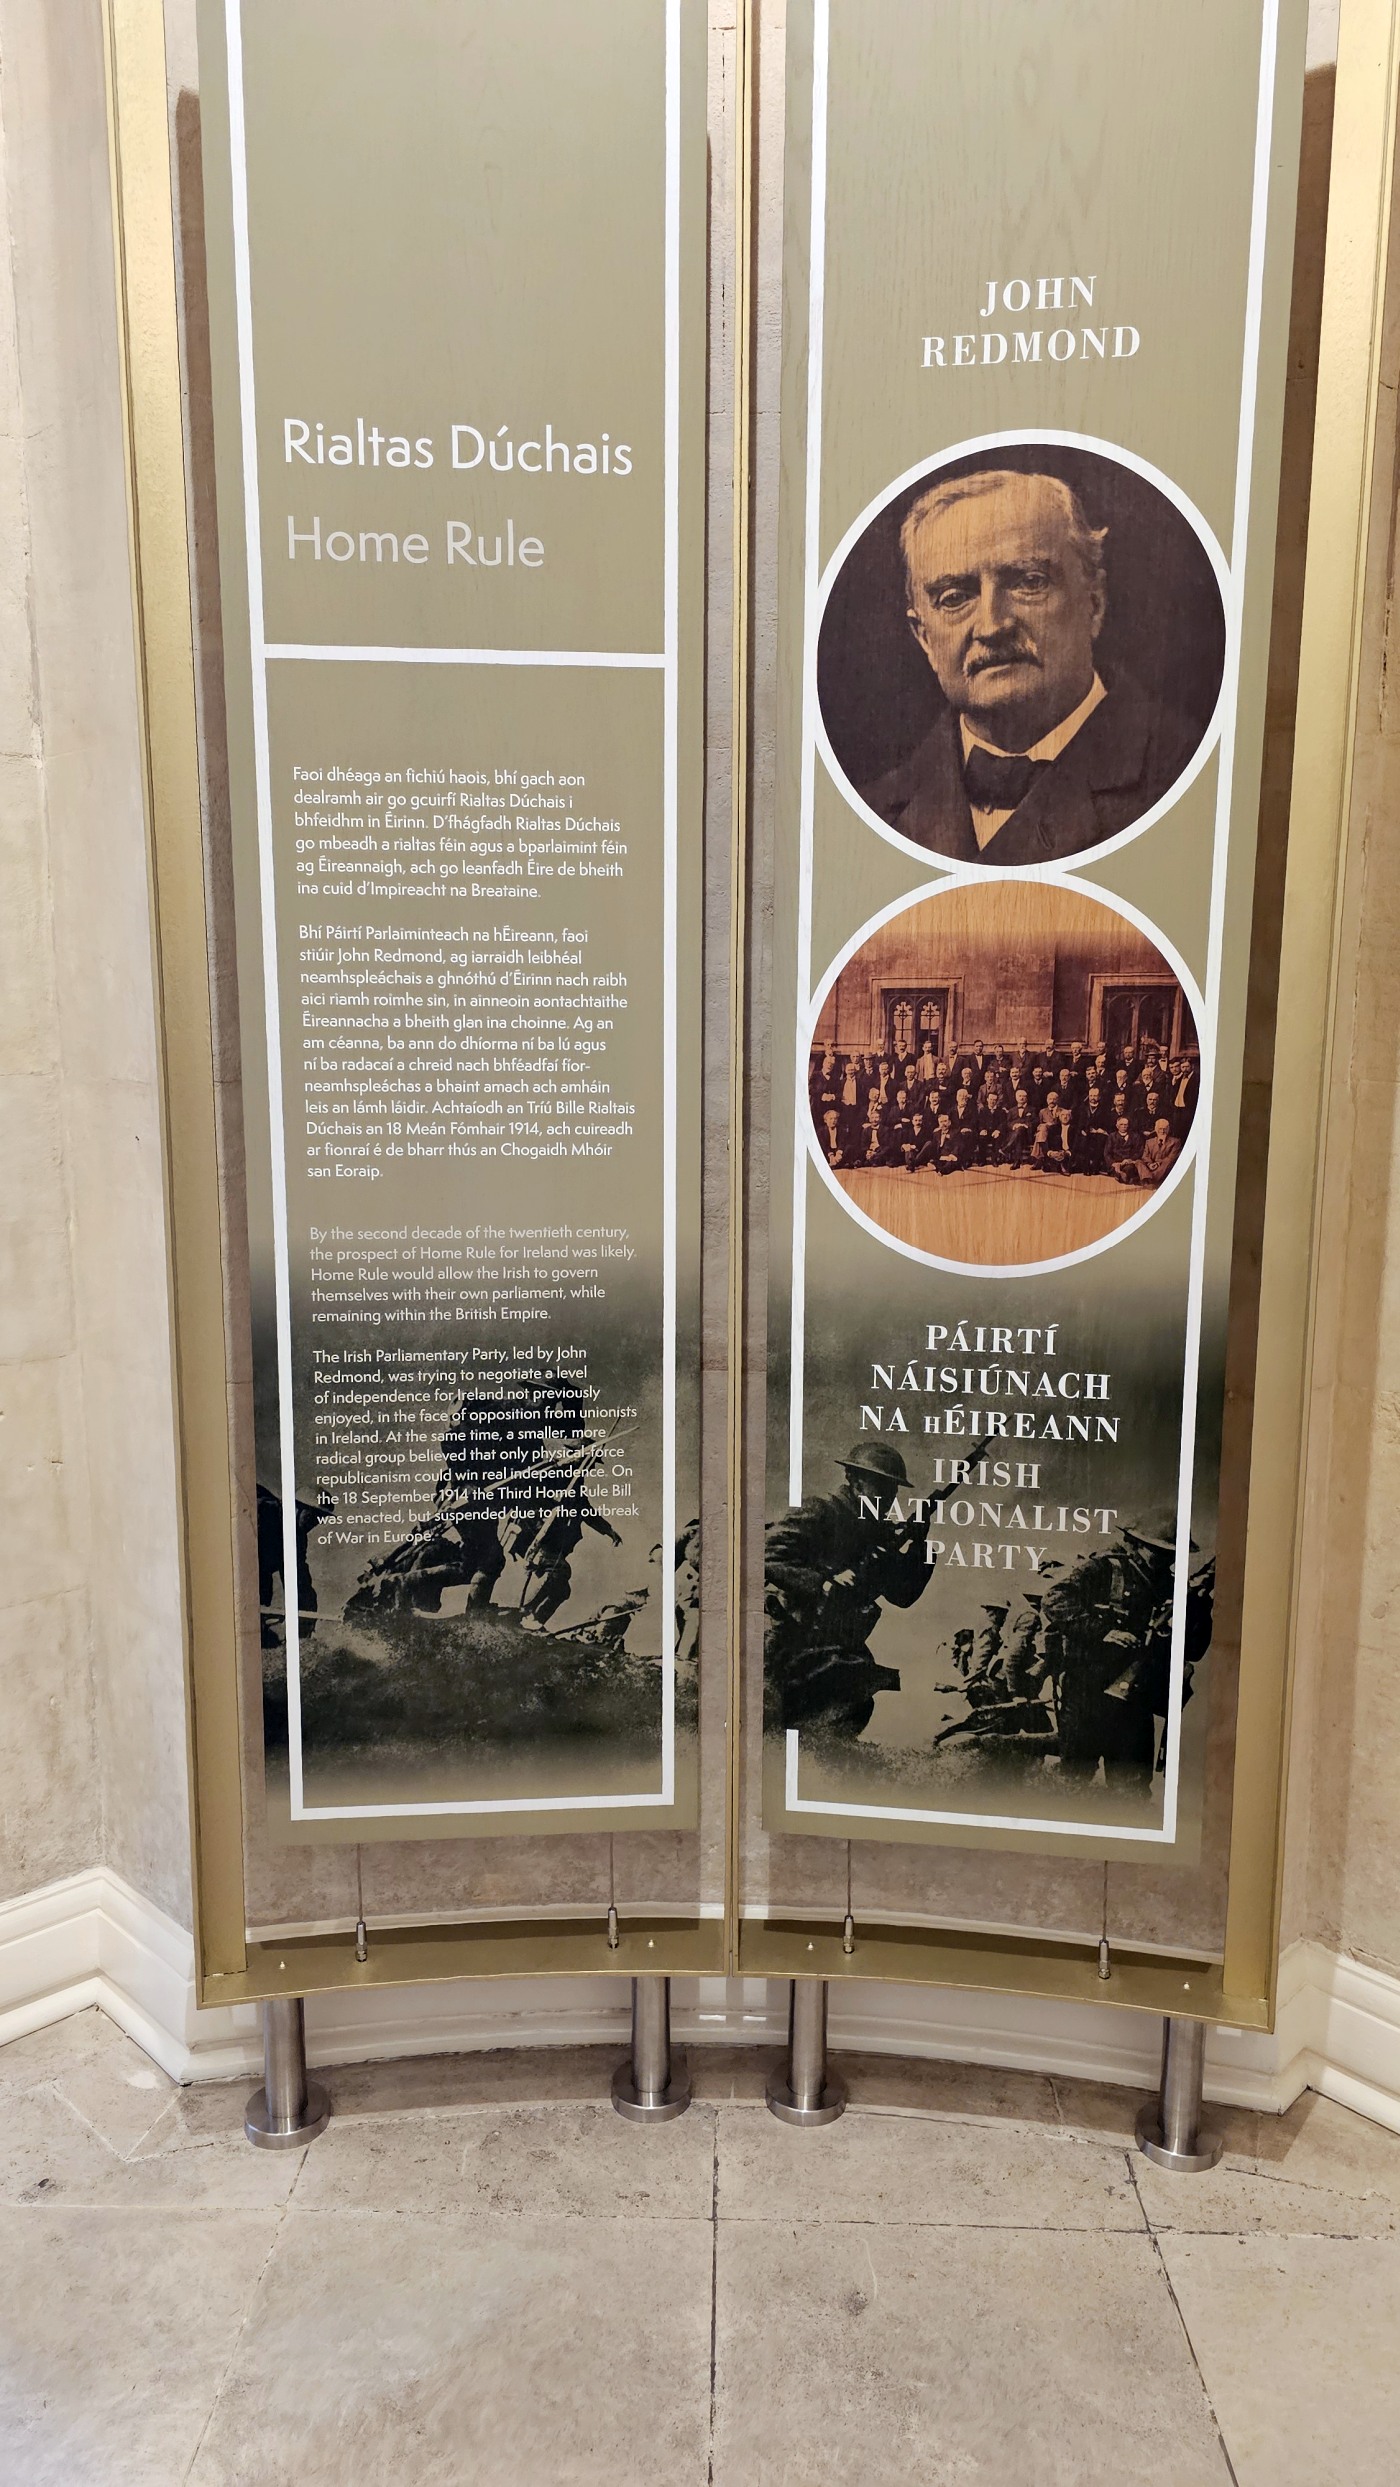 Rialtas Dúchais
Home Rule
Faoi dhéaga an fichiú haois, bhí gach aon
dealramh air go gcuirfí Rialtas Dúchais i
bhfeidhm in Éirinn. D'fhágfadh Rialtas Dúchais
go mbeadh a rialtas féin agus a bparlaimint féin
ag Éireannaigh, ach go leanfadh Éire de bheith
ina cuid d'Impireacht na Breataine.
Bhí Páirtí Parlaiminteach na hÉireann, faoi
stiúir John Redmond, ag iarraidh leibhéal
neamhspleáchais a ghnóthú d'Éirinn nach raibh
aici riamh roimhe sin, in ainneoin aontachtaithe
Éireannacha a bheith glan ina choinne. Ag an
am céanna, ba ann do dhíorma ní ba lú agus
ní ba radacaí a chreid nach bhféadfaí fíor-
neamhspleáchas a bhaint amach ach amháin
leis an lámh láidir. Achtaíodh an Tríú Bille Rialtais
Dúchais an 18 Meán Fómhair 1914, ach cuireadh
ar fionraí é de bharr thús an Chogaidh Mhóir
san Eoraip.
By the second decade of the twentieth century,
the prospect of Home Rule for Ireland was likely.
Home Rule would allow the Irish to govern
themselves with their own parliament, while
remaining within the British Empire.
The Irish Parliamentary Party, led by John
Redmond, was trying to negotiate a level
of independence for Ireland not previously
enjoyed, in the face of opposition from unionists
in Ireland. At the same time, a smaller, more
radical group believed that only physical-force
republicanism could win real independence. On
the 18 September 1914 the Third Home Rule Bill
was enacted, but suspended due to the outbreak
of War in Europe.
JOHN
REDMOND
PÁIRTÍ
NÁISIÚNACH
NA hÉIREANN
IRISH
NATIONALIST
PARTY